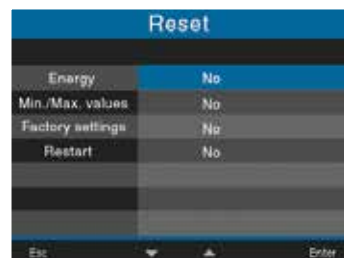 Reset
Energy No
Min./Max. values No
Factory settings No
Restart No
Esc Enter